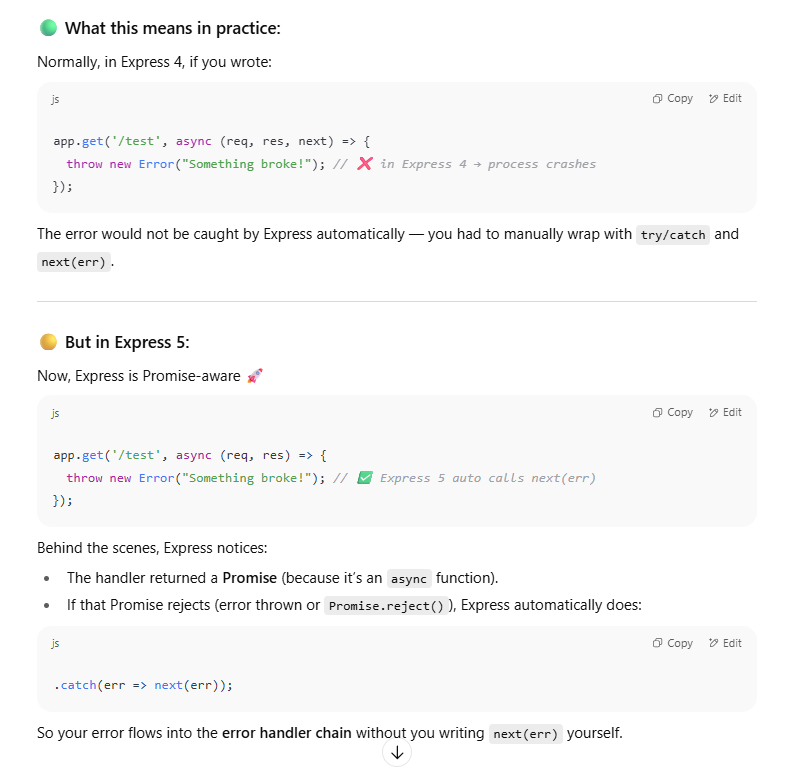 🟢 What this means in practice:
Normally, in Express 4, if you wrote:
js
Copy Edit
app.get('/test', async (req, res, next) => {
  throw new Error("Something broke!"); // ❌ in Express 4 → process crashes
});
The error would not be caught by Express automatically — you had to manually wrap with try/catch and
next(err).
🟡 But in Express 5:
Now, Express is Promise-aware 🚀
js
Copy Edit
app.get('/test', async (req, res) => {
  throw new Error("Something broke!"); // ✅ Express 5 auto calls next(err)
});
Behind the scenes, Express notices:
• The handler returned a Promise (because it's an async function).
• If that Promise rejects (error thrown or Promise.reject()), Express automatically does:
js
Copy Edit
.catch(err => next(err));
So your error flows into the error handler chain without you writing next(err) yourself.